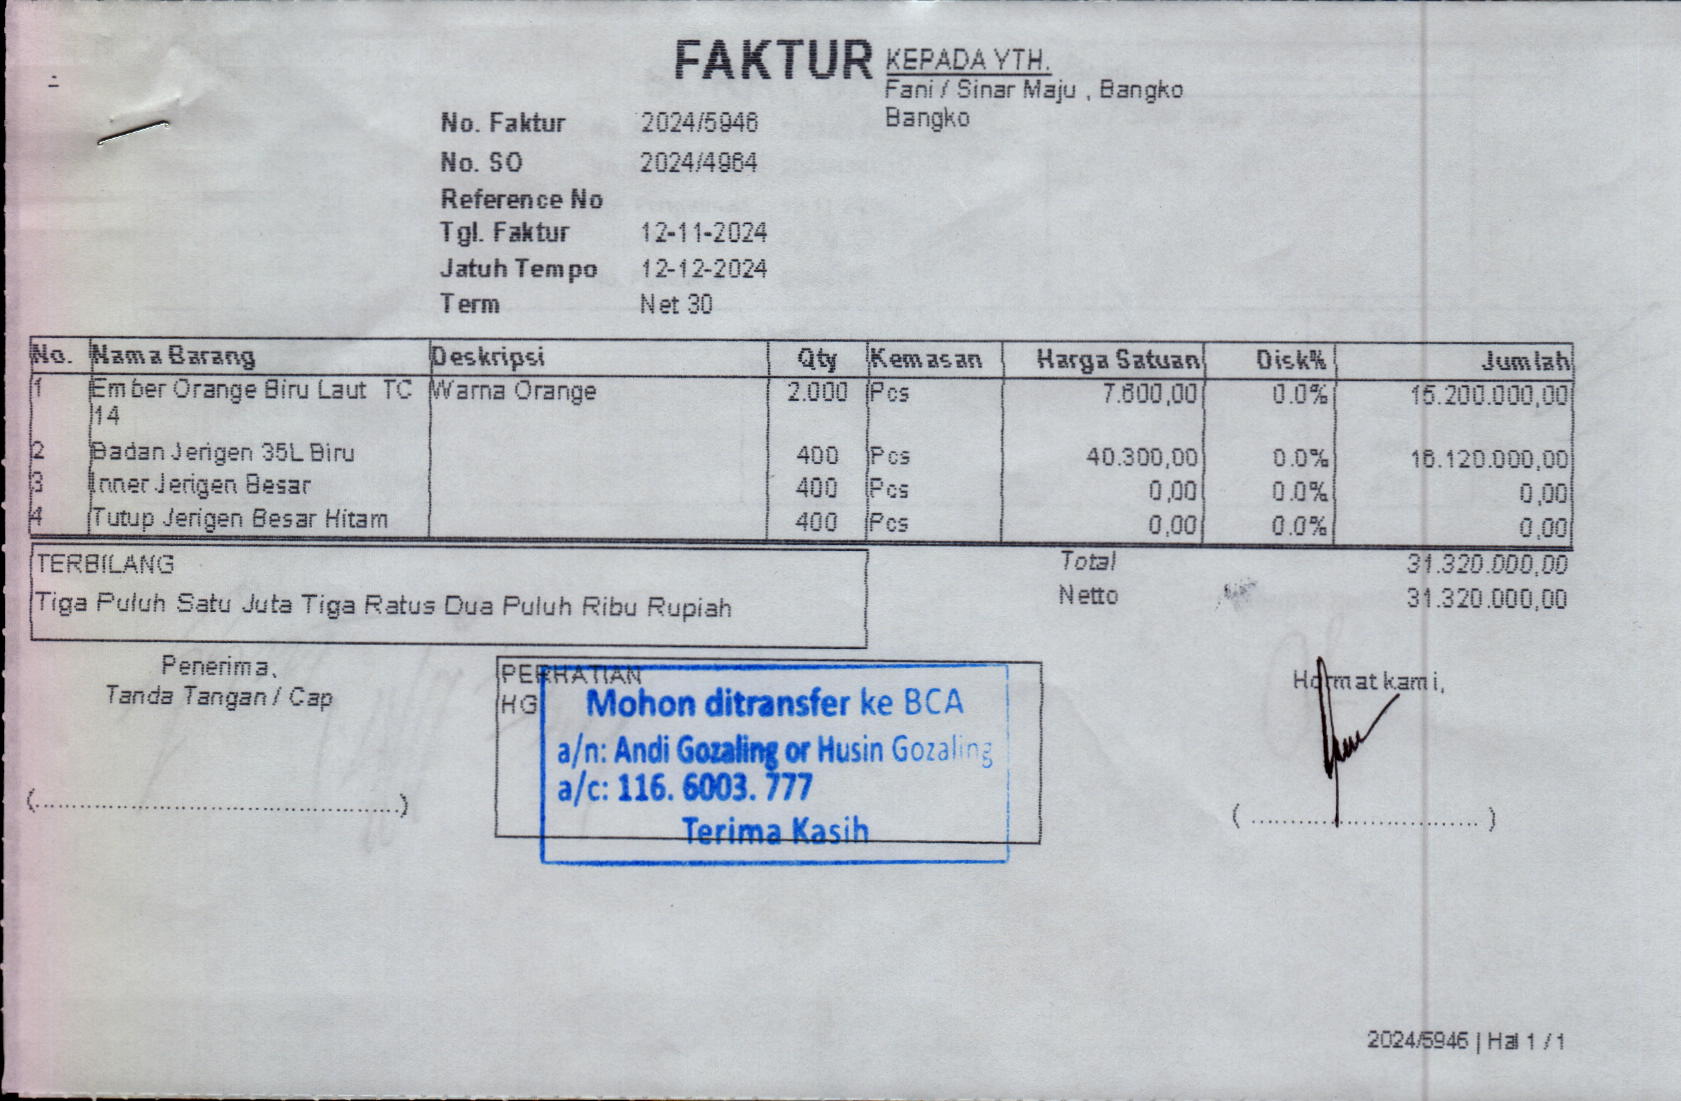 FAKTUR
KEPADA YTH.
Fani / Sinar Maju , Bangko
Bangko
No. Faktur 2024/5946
No. SO 2024/4964
Reference No
Tgl. Faktur 12-11-2024
Jatuh Tempo 12-12-2024
Term Net 30
No. Nama Barang Deskripsi Qty Kemasan Harga Satuan Disk% Jumlah
1 Ember Orange Biru Laut TC Warna Orange 2.000 Pcs 7.600,00 0.0% 15.200.000,00
14
2 Badan Jerigen 35L Biru 400 Pcs 40.300,00 0.0% 16.120.000,00
3 Inner Jerigen Besar 400 Pcs 0,00 0.0% 0,00
4 Tutup Jerigen Besar Hitam 400 Pcs 0,00 0.0% 0,00
TERBILANG
Tiga Puluh Satu Juta Tiga Ratus Dua Puluh Ribu Rupiah
Total 31.320.000,00
Netto 31.320.000,00
Penerima,
Tanda Tangan / Cap
(................................................)
PERHATIAN
HG
Mohon ditransfer ke BCA
a/n: Andi Gozaling or Husin Gozaling
a/c: 116. 6003. 777
Terima Kasih
Hormat kami,
( .............................. )
2024/5946 | Hal 1 / 1